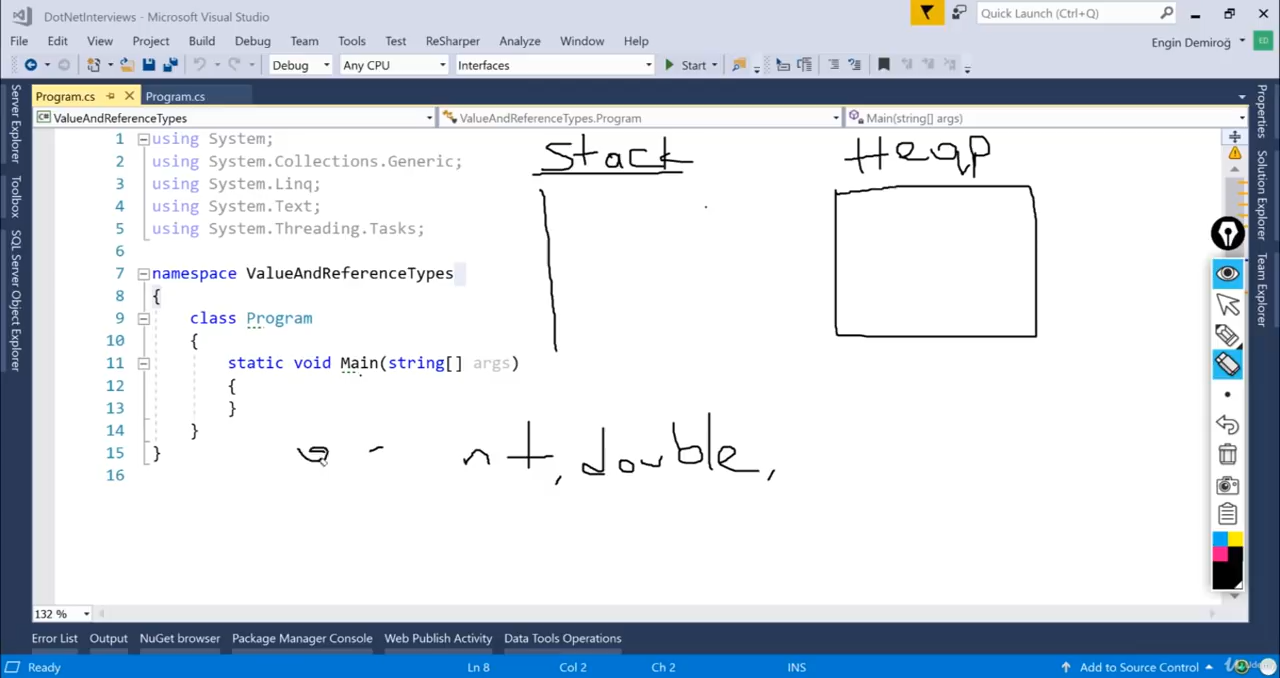 DotNetInterviews - Microsoft Visual Studio
Quick Launch (Ctrl+Q)
File Edit View Project Build Debug Team Tools Test ReSharper Analyze Window Help
Engin Demiroğ ED
Debug Any CPU Interfaces Start
Program.cs Program.cs
ValueAndReferenceTypes ValueAndReferenceTypes.Program Main(string[] args)
Server Explorer
Toolbox
SQL Server Object Explorer
Properties
Solution Explorer
Team Explorer
Stack Heap
1 using System;
2 using System.Collections.Generic;
3 using System.Linq;
4 using System.Text;
5 using System.Threading.Tasks;
6
7 namespace ValueAndReferenceTypes
8 {
9 class Program
10 {
11 static void Main(string[] args)
12 {
13 }
14 }
15 }
16
nt, double,
132 %
Error List Output NuGet browser Package Manager Console Web Publish Activity Data Tools Operations
Ready Ln 8 Col 2 Ch 2 INS Add to Source Control